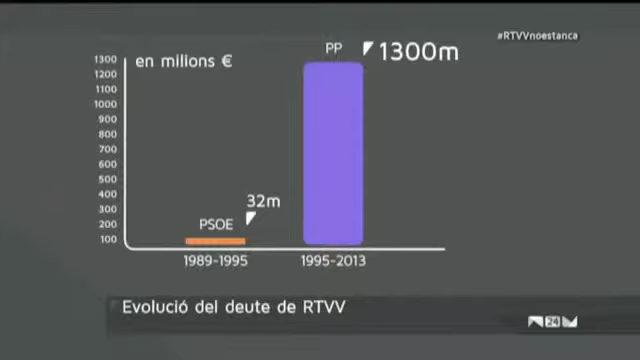 #RTVVnoestanca
PP
1300m
en milions €
1300
1200
1100
1000
900
800
700
600
500
400
300
200
100
32m
PSOE
1989-1995
1995-2013
Evolució del deute de RTVV
24